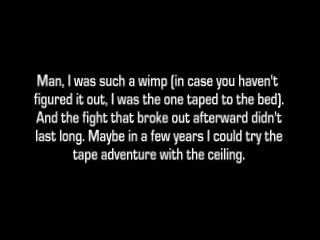 Man, I was such a wimp (in case you haven't
figured it out, I was the one taped to the bed).
And the fight that broke out afterward didn't
last long. Maybe in a few years I could try the
tape adventure with the ceiling.